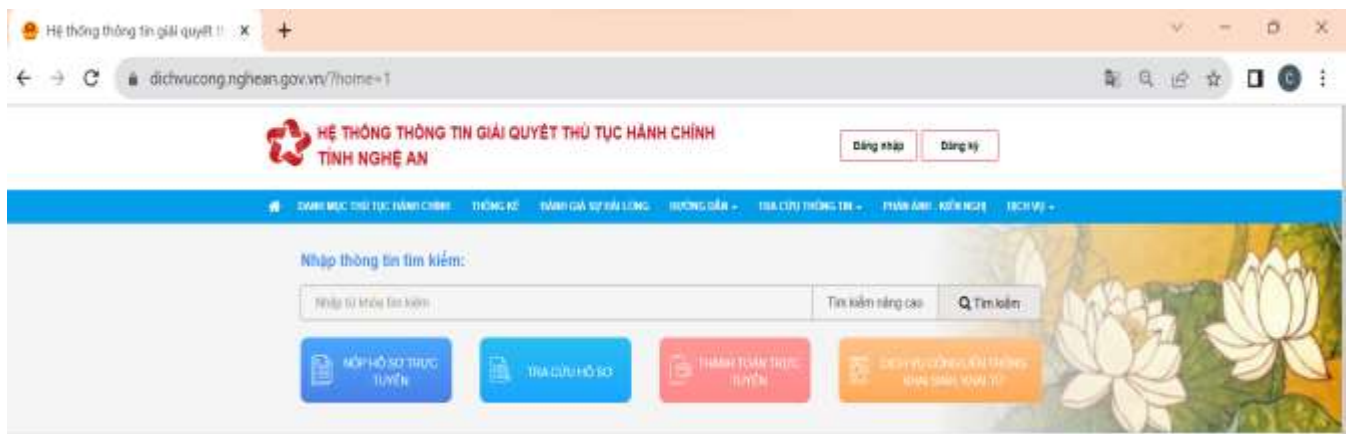 Hệ thống thông tin giải quyết
dichvucong.nghean.gov.vn/?home=1
HỆ THỐNG THÔNG TIN GIẢI QUYẾT THỦ TỤC HÀNH CHÍNH
TỈNH NGHỆ AN
Đăng nhập Đăng ký
DANH MỤC THỦ TỤC HÀNH CHÍNH THỐNG KÊ ĐÁNH GIÁ SỰ HÀI LÒNG HƯỚNG DẪN TRA CỨU THÔNG TIN PHẢN ÁNH - KIẾN NGHỊ DỊCH VỤ
Nhập thông tin tìm kiếm:
Nhập từ khóa tìm kiếm Tìm kiếm nâng cao Tìm kiếm
NỘP HỒ SƠ TRỰC
TUYẾN
TRA CỨU HỒ SƠ
THANH TOÁN TRỰC
TUYẾN
DỊCH VỤ CÔNG LIÊN THÔNG
KHAI SINH, KHAI TỬ